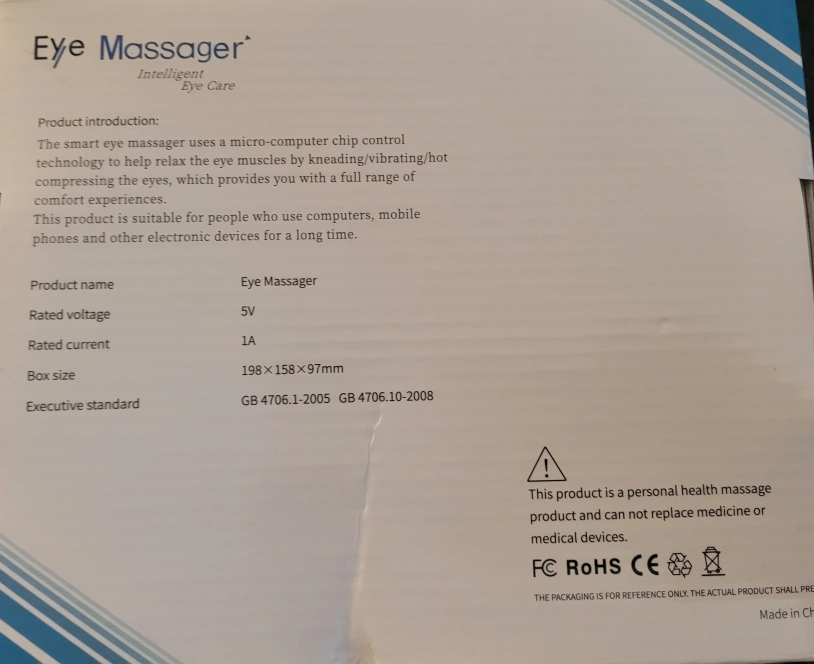 Eye Massager
Intelligent
Eye Care
Product introduction:
The smart eye massager uses a micro-computer chip control
technology to help relax the eye muscles by kneading/vibrating/hot
compressing the eyes, which provides you with a full range of
comfort experiences.
This product is suitable for people who use computers, mobile
phones and other electronic devices for a long time.
Product name Eye Massager
Rated voltage 5V
Rated current 1A
Box size 198×158×97mm
Executive standard GB 4706.1-2005 GB 4706.10-2008
This product is a personal health massage
product and can not replace medicine or
medical devices.
FC RoHS CE
THE PACKAGING IS FOR REFERENCE ONLY. THE ACTUAL PRODUCT SHALL PRE
Made in Ch